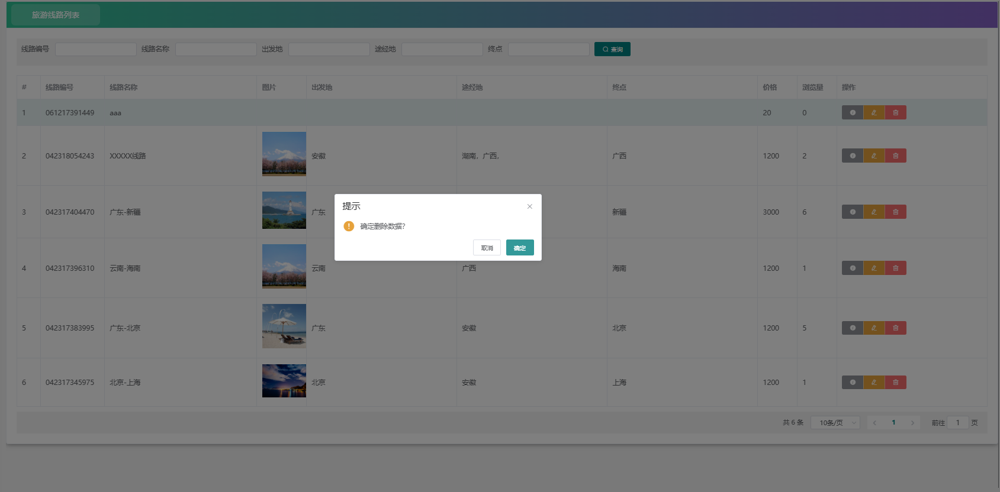 旅游线路列表
线路编号 线路名称 出发地 途经地 终点 查询
# 线路编号 线路名称 图片 出发地 途经地 终点 价格 浏览量 操作
1 061217391449 aaa 20 0
2 042318054243 XXXXX线路 安徽 湖南，广西， 广西 1200 2
3 042317404470 广东-新疆 广东 新疆 3000 6
提示
确定删除数据?
取消 确定
4 042317396310 云南-海南 云南 广西 海南 1200 1
5 042317383995 广东-北京 广东 安徽 北京 1200 5
6 042317345975 北京-上海 北京 安徽 上海 1200 1
共 6 条 10条/页 1 前往 1 页